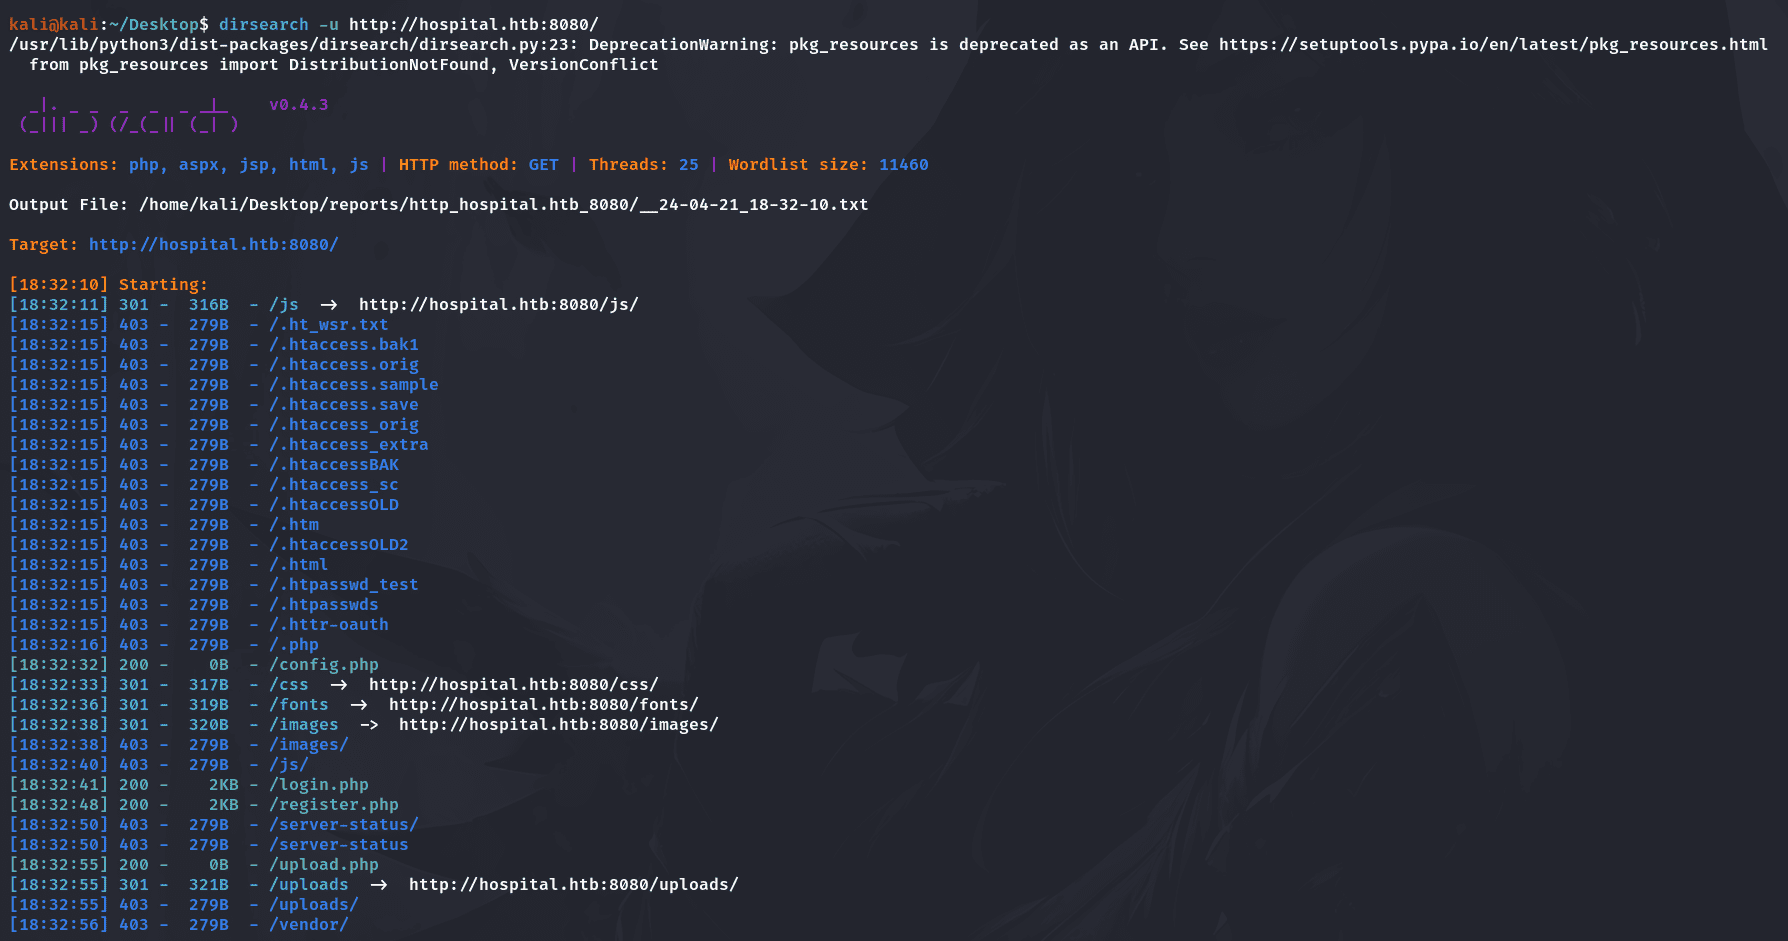 kali@kali:~/Desktop$ dirsearch -u http://hospital.htb:8080/
/usr/lib/python3/dist-packages/dirsearch/dirsearch.py:23: DeprecationWarning: pkg_resources is deprecated as an API. See https://setuptools.pypa.io/en/latest/pkg_resources.html
  from pkg_resources import DistributionNotFound, VersionConflict

  _|. _ _  _  _  _ _|_    v0.4.3
 (_||| _) (/_(_|| (_| )

Extensions: php, aspx, jsp, html, js | HTTP method: GET | Threads: 25 | Wordlist size: 11460

Output File: /home/kali/Desktop/reports/http_hospital.htb_8080/__24-04-21_18-32-10.txt

Target: http://hospital.htb:8080/

[18:32:10] Starting:
[18:32:11] 301 -  316B  - /js  ->  http://hospital.htb:8080/js/
[18:32:15] 403 -  279B  - /.ht_wsr.txt
[18:32:15] 403 -  279B  - /.htaccess.bak1
[18:32:15] 403 -  279B  - /.htaccess.orig
[18:32:15] 403 -  279B  - /.htaccess.sample
[18:32:15] 403 -  279B  - /.htaccess.save
[18:32:15] 403 -  279B  - /.htaccess_orig
[18:32:15] 403 -  279B  - /.htaccess_extra
[18:32:15] 403 -  279B  - /.htaccessBAK
[18:32:15] 403 -  279B  - /.htaccess_sc
[18:32:15] 403 -  279B  - /.htaccessOLD
[18:32:15] 403 -  279B  - /.htm
[18:32:15] 403 -  279B  - /.htaccessOLD2
[18:32:15] 403 -  279B  - /.html
[18:32:15] 403 -  279B  - /.htpasswd_test
[18:32:15] 403 -  279B  - /.htpasswds
[18:32:15] 403 -  279B  - /.httr-oauth
[18:32:16] 403 -  279B  - /.php
[18:32:32] 200 -    0B  - /config.php
[18:32:33] 301 -  317B  - /css  ->  http://hospital.htb:8080/css/
[18:32:36] 301 -  319B  - /fonts  ->  http://hospital.htb:8080/fonts/
[18:32:38] 301 -  320B  - /images  ->  http://hospital.htb:8080/images/
[18:32:38] 403 -  279B  - /images/
[18:32:40] 403 -  279B  - /js/
[18:32:41] 200 -    2KB - /login.php
[18:32:48] 200 -    2KB - /register.php
[18:32:50] 403 -  279B  - /server-status/
[18:32:50] 403 -  279B  - /server-status
[18:32:55] 200 -    0B  - /upload.php
[18:32:55] 301 -  321B  - /uploads  ->  http://hospital.htb:8080/uploads/
[18:32:55] 403 -  279B  - /uploads/
[18:32:56] 403 -  279B  - /vendor/